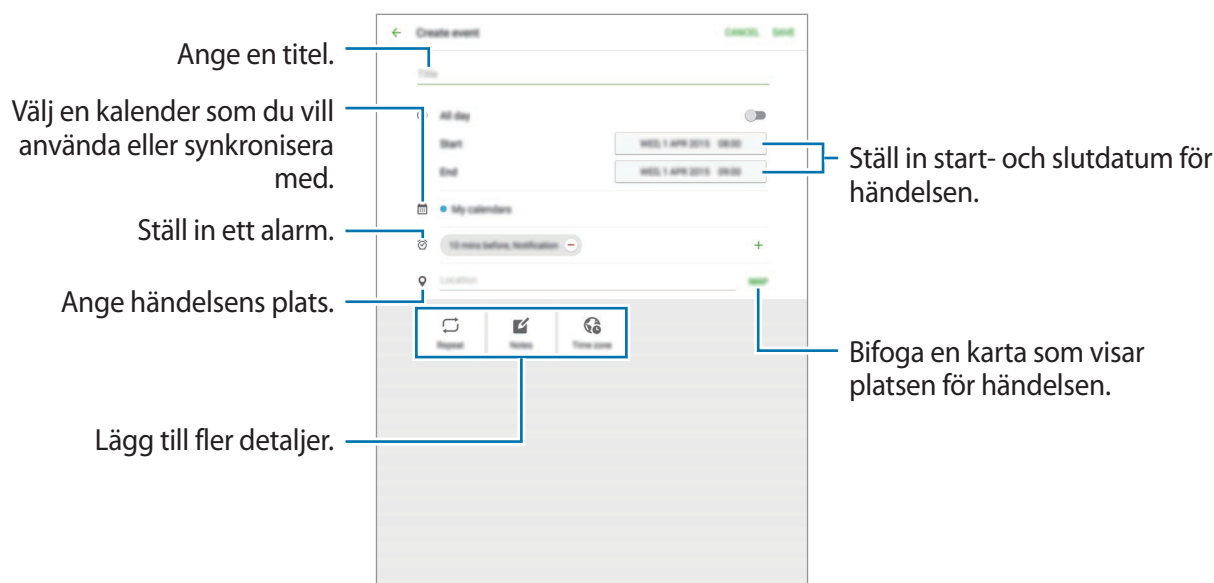 Create event
CANCEL SAVE
Ange en titel.
Title
Välj en kalender som du vill
använda eller synkronisera
med.
All day
Start
WED, 1 APR 2015 08:00
End
WED, 1 APR 2015 09:00
Ställ in start- och slutdatum för
händelsen.
My calendars
Ställ in ett alarm.
10 mins before, Notification
Ange händelsens plats.
Location
MAP
Repeat
Notes
Time zone
Bifoga en karta som visar
platsen för händelsen.
Lägg till fler detaljer.